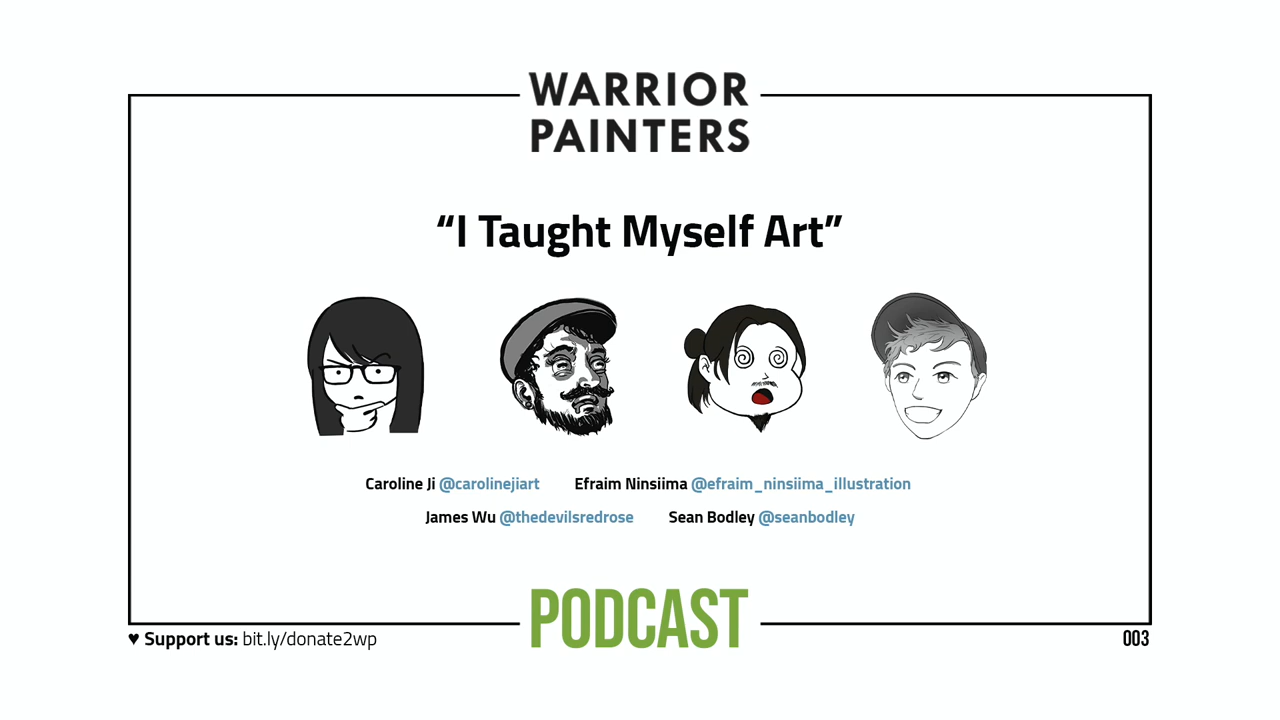 WARRIOR
PAINTERS
“I Taught Myself Art”
Caroline Ji @carolinejiart Efraim Ninsiima @efraim_ninsiima_illustration
James Wu @thedevilsredrose Sean Bodley @seanbodley
PODCAST
♥ Support us: bit.ly/donate2wp
003